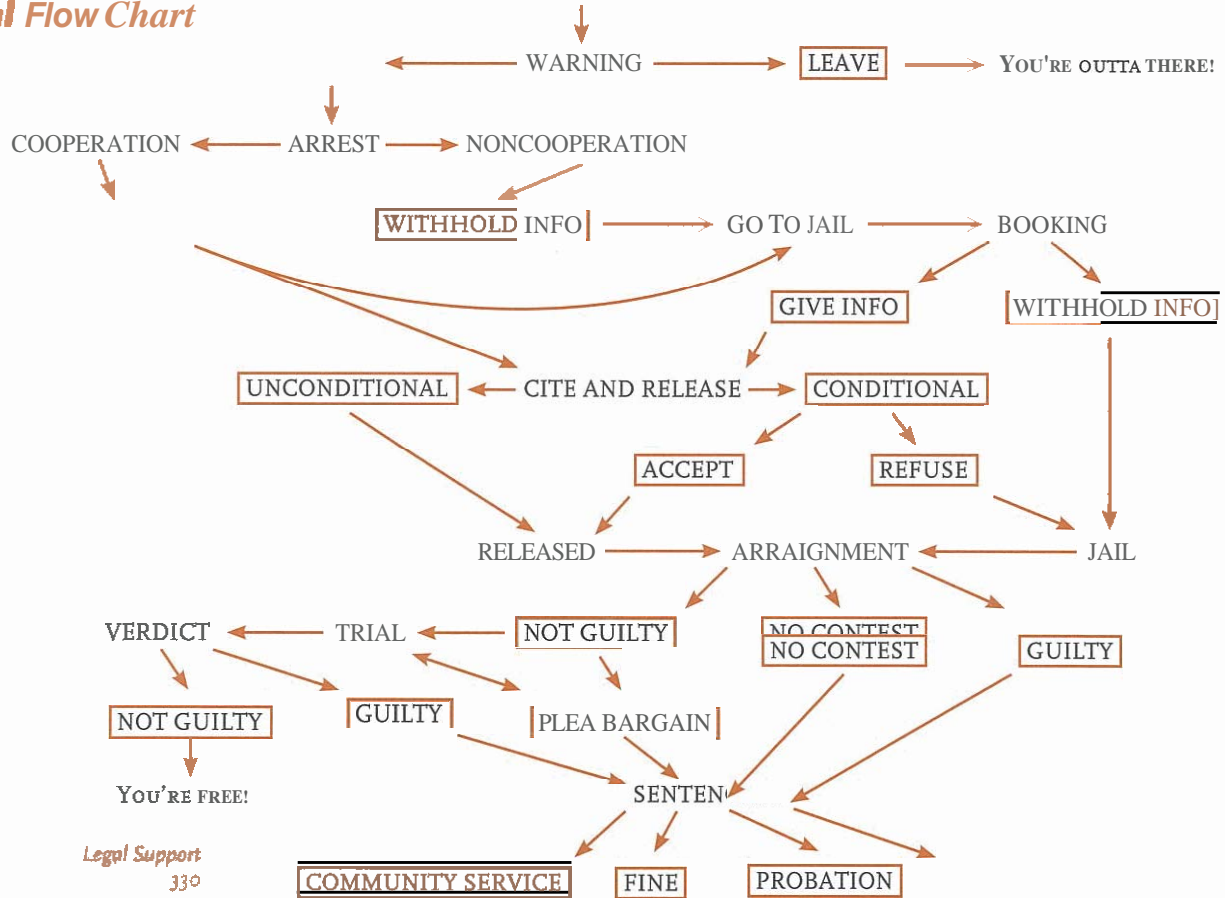 Flow Chart
WARNING LEAVE YOU'RE OUTTA THERE!
COOPERATION ARREST NONCOOPERATION
WITHHOLD INFO GO TO JAIL BOOKING
GIVE INFO WITHHOLD INFO
UNCONDITIONAL CITE AND RELEASE CONDITIONAL
ACCEPT REFUSE
RELEASED ARRAIGNMENT JAIL
VERDICT TRIAL NOT GUILTY NO CONTEST
NO CONTEST GUILTY
NOT GUILTY GUILTY PLEA BARGAIN
YOU'RE FREE! SENTENC
Legal Support
330 COMMUNITY SERVICE FINE PROBATION